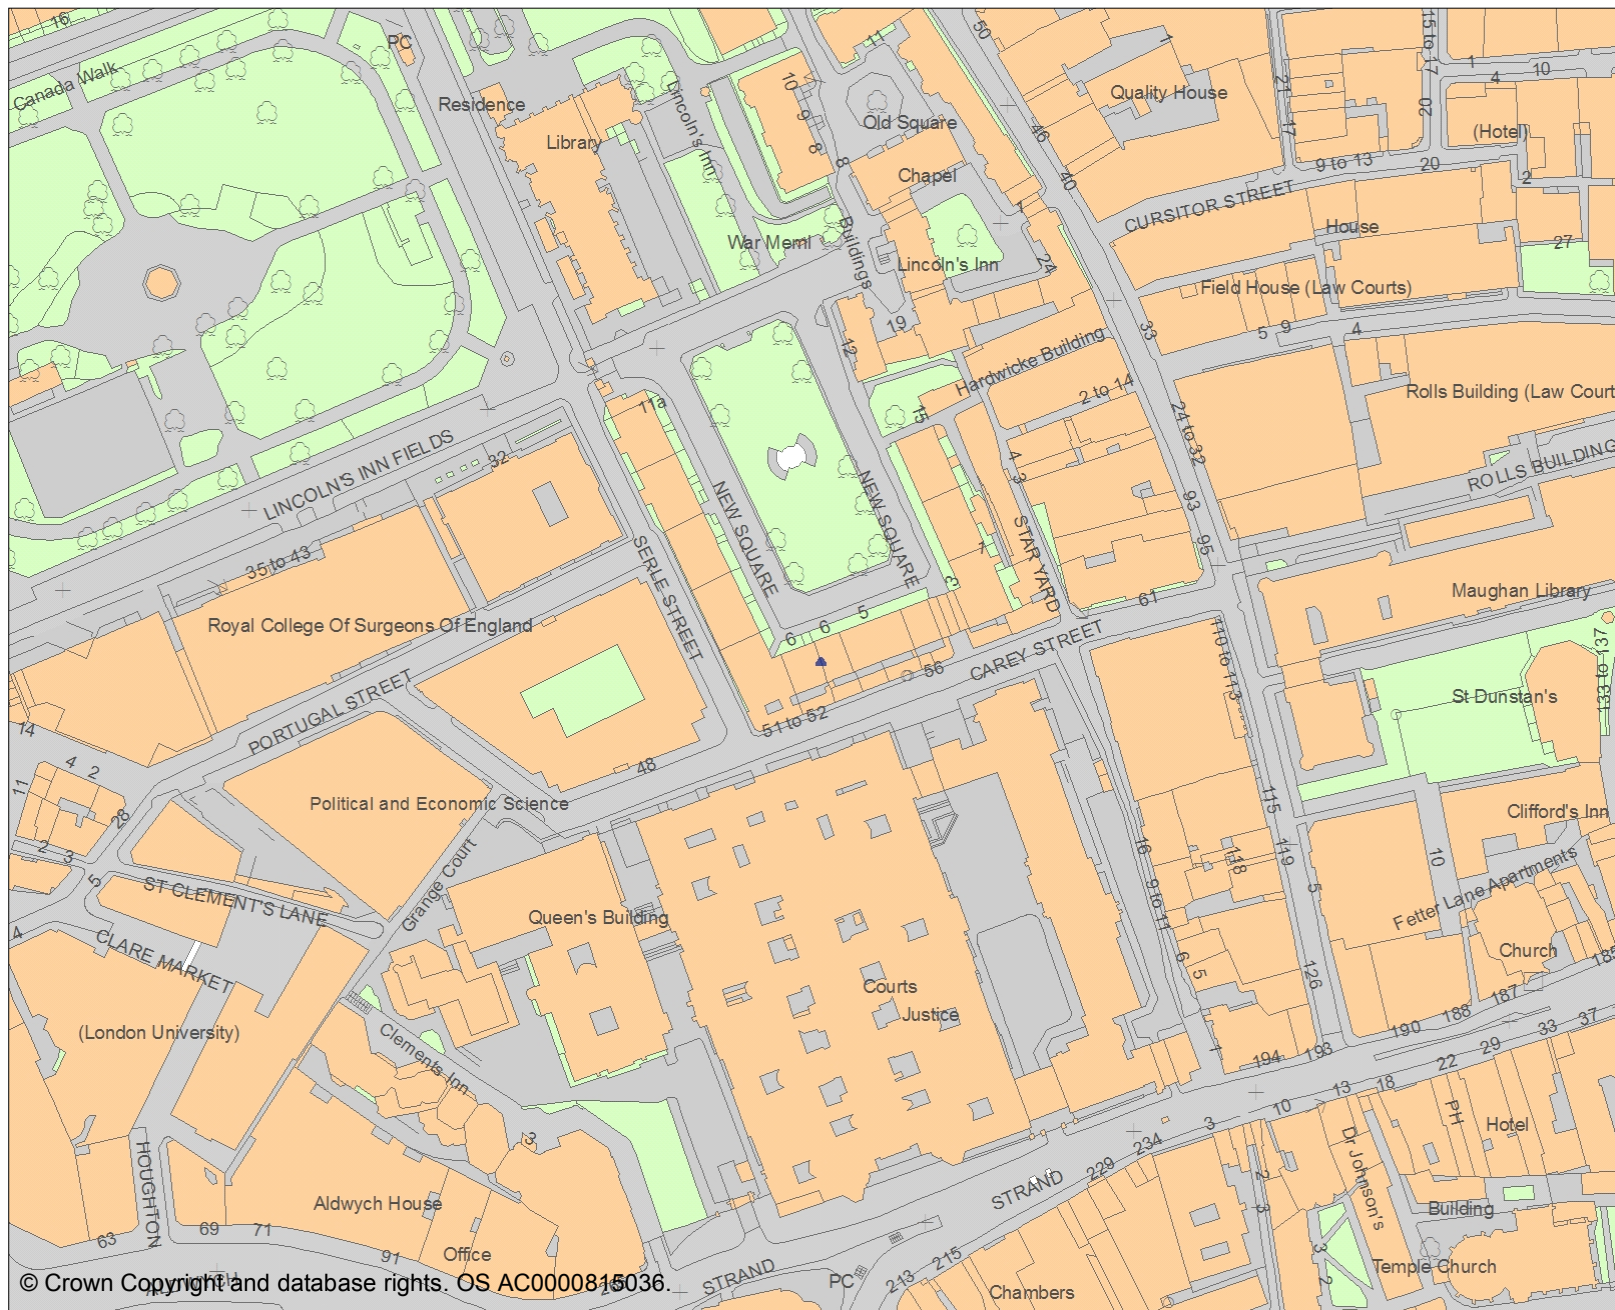 16
PC
11
50
1
15 to 17
1
4
10
Canada Walk
Residence
Lincoln's Inn
10
9
8
8
Quality House
21
17
20
Library
Old Square
46
(Hotel)
Chapel
40
9 to 13
20
2
1
CURSITOR STREET
War Meml
Buildings
House
27
Lincoln's Inn
24
Field House (Law Courts)
19
12
33
5
9
4
Hardwicke Building
11a
15
2 to 14
Rolls Building (Law Court
24 to 32
LINCOLN'S INN FIELDS
32
4
3
ROLLS BUILDING
NEW SQUARE
NEW SQUARE
93
STAR YARD
1
95
35 to 43
SERLE STREET
3
61
Maughan Library
Royal College Of Surgeons Of England
5
6
6
110 to 113
133 to 137
CAREY STREET
56
St Dunstan's
PORTUGAL STREET
51 to 52
14
4
2
11
48
Political and Economic Science
28
115
Clifford's Inn
2
3
5
Grange Court
16
118
119
10
ST CLEMENT'S LANE
9 to 11
5
Fetter Lane Apartments
Queen's Building
4
CLARE MARKET
6
5
126
Church
185
Courts
Justice
187
188
190
(London University)
Clements Inn
1
194
193
33
37
29
22
18
13
10
PH
Hotel
3
3
234
229
Dr Johnson's
HOUGHTON
STRAND
2
3
Aldwych House
Building
63
69
71
91
Office
215
213
3
2
Temple Church
STRAND
PC
Chambers
ALDWYCH
© Crown Copyright and database rights. OS AC0000815036.